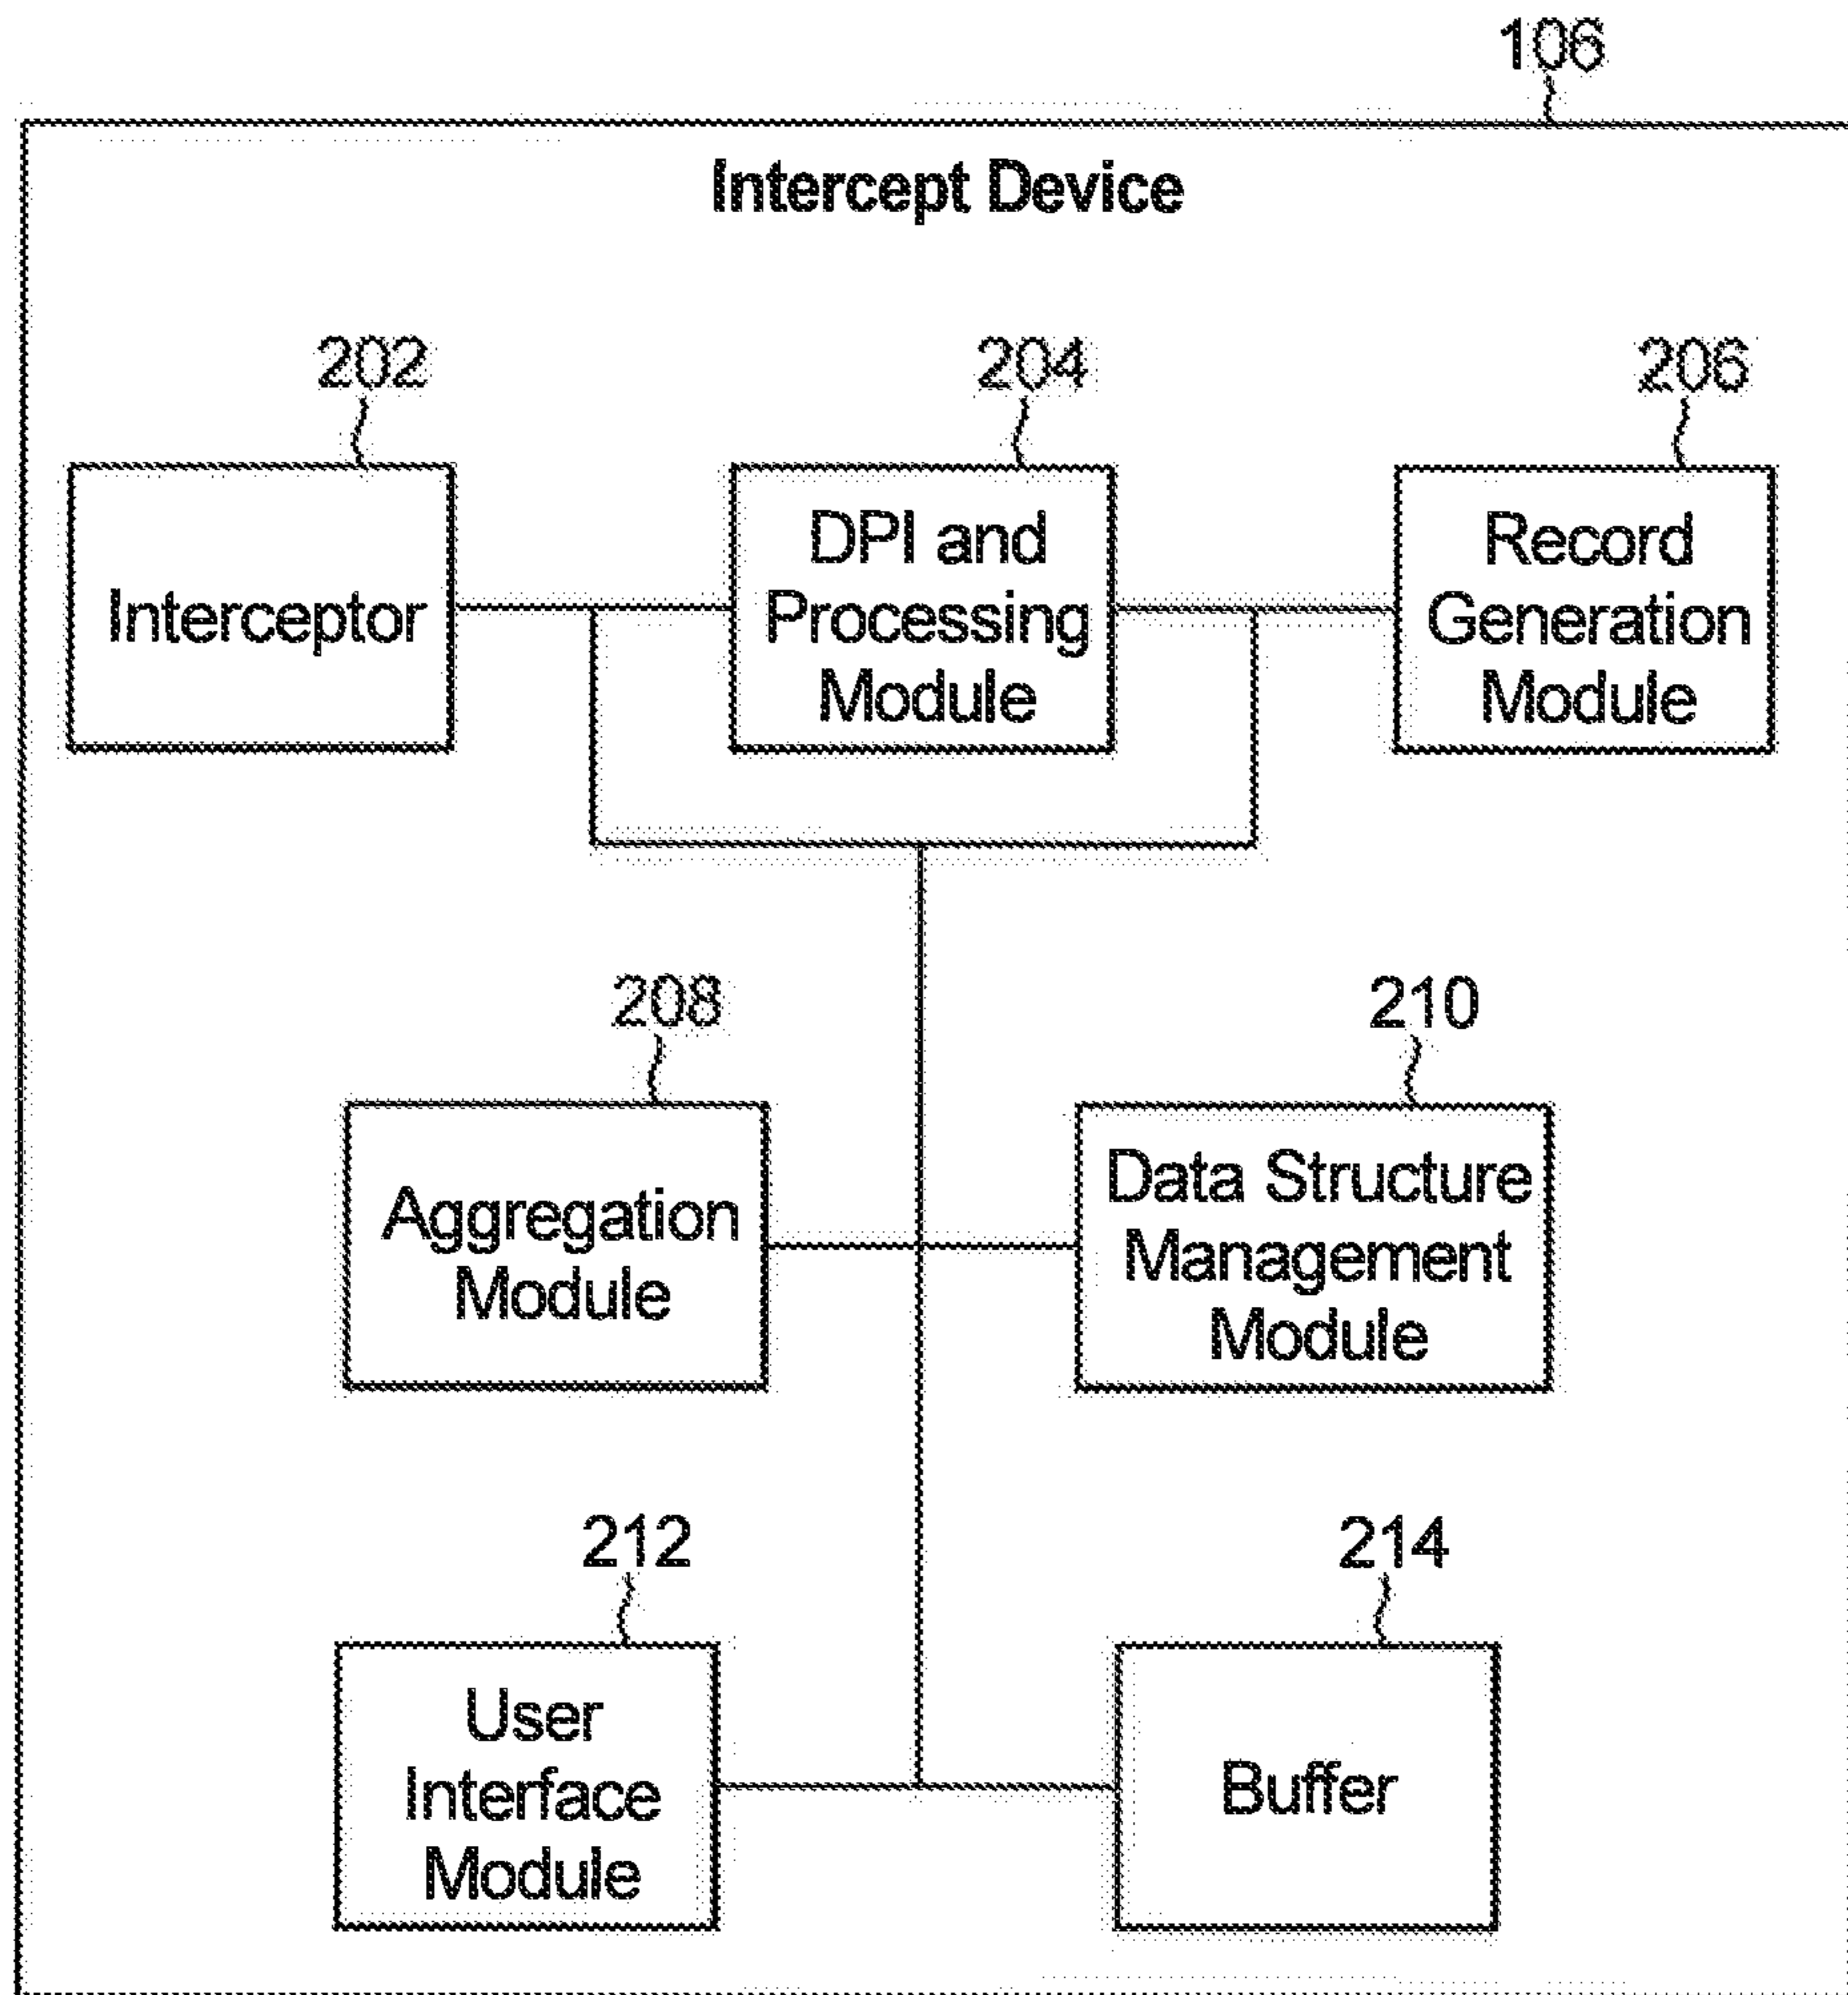 106
Intercept Device
202
204
206
Interceptor
DPI and
Processing
Module
Record
Generation
Module
208
210
Aggregation
Module
Data Structure
Management
Module
212
214
User
Interface
Module
Buffer